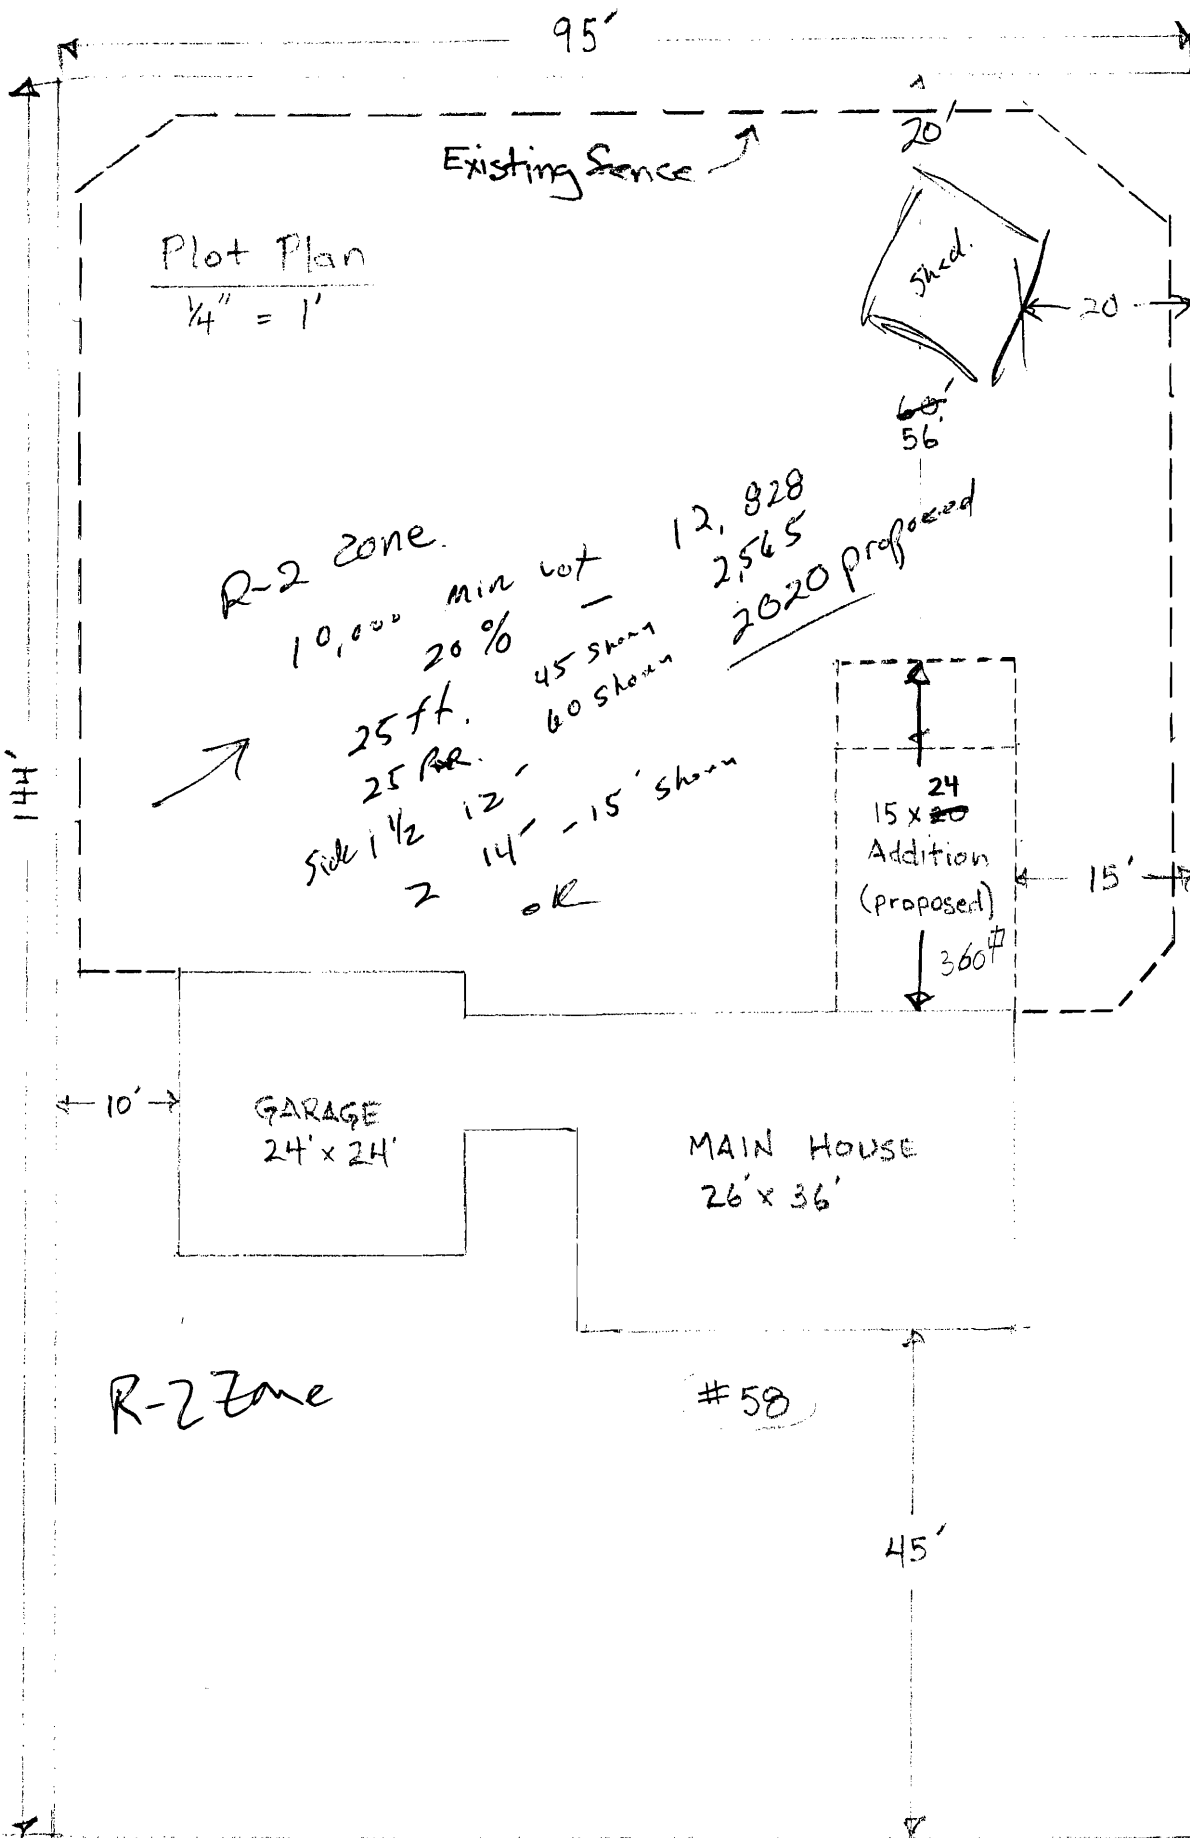 95'
20'
Existing fence
Plot Plan
1/4" = 1'
Shed.
20
60'
56'
R-2 Zone.
10,000 min lot 12,828
20% – 2,565
2020 proposed
25 ft. 45 shown
25 Rear. 60 shown
Side 1 1/2 12'
2 14' - 15' shown
OK
144'
24
15 x 20
Addition
(proposed)
360
15'
10'
GARAGE
24' x 24'
MAIN HOUSE
26' x 36'
R-2 Zone
#58
45'